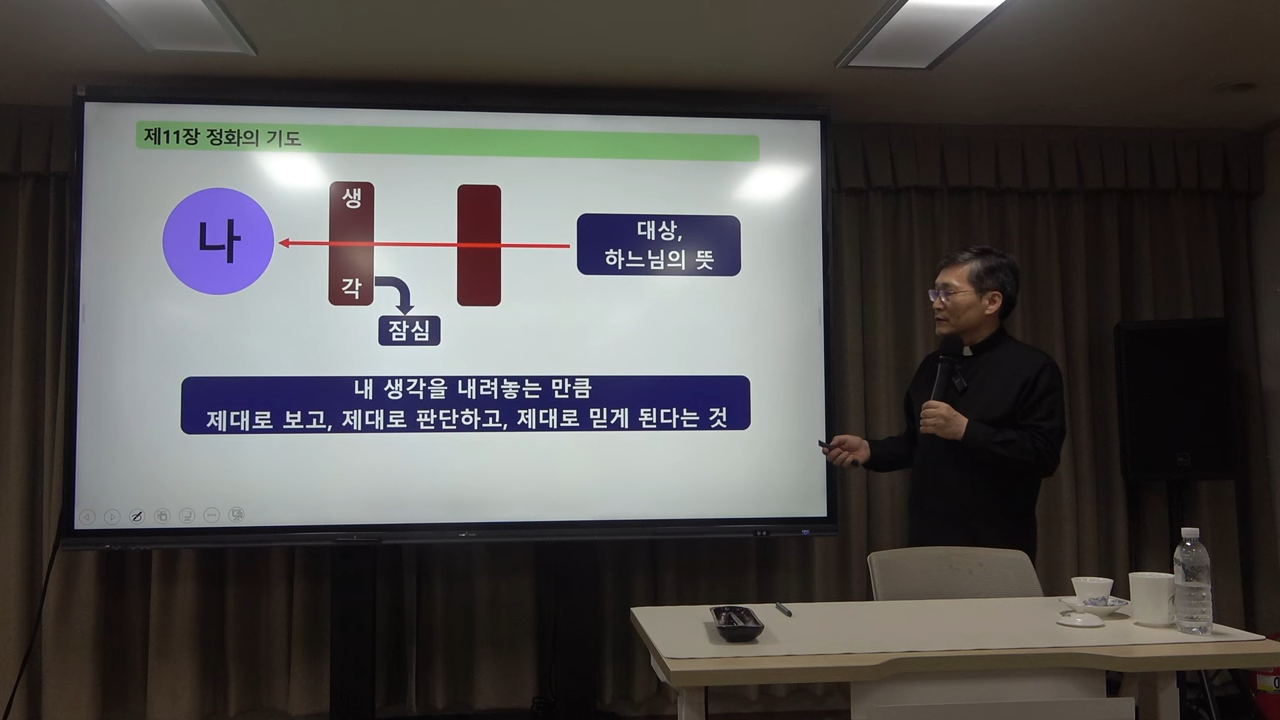 제11장 정화의 기도
나
생
각
잠심
대상,
하느님의 뜻
내 생각을 내려놓는 만큼
제대로 보고, 제대로 판단하고, 제대로 믿게 된다는 것